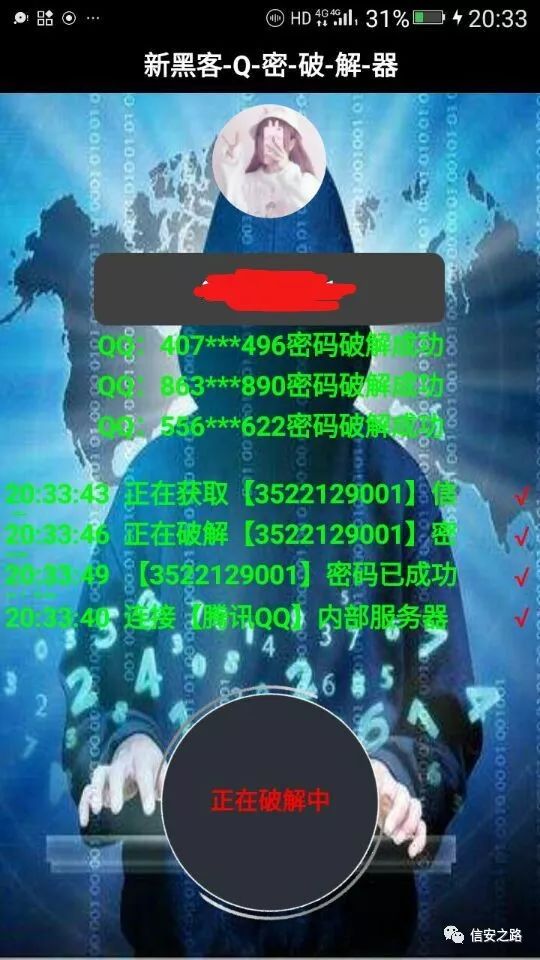 HD 4G 4G 31% 20:33
新黑客-Q-密-破-解-器
QQ：407***496密码破解成功
QQ：863***890密码破解成功
QQ：556***622密码破解成功
20:33:43 正在获取【3522129001】信 √
20:33:46 正在破解【3522129001】密 √
20:33:49 【3522129001】密码已成功 √
20:33:40 连接【腾讯QQ】内部服务器 √
正在破解中
信安之路